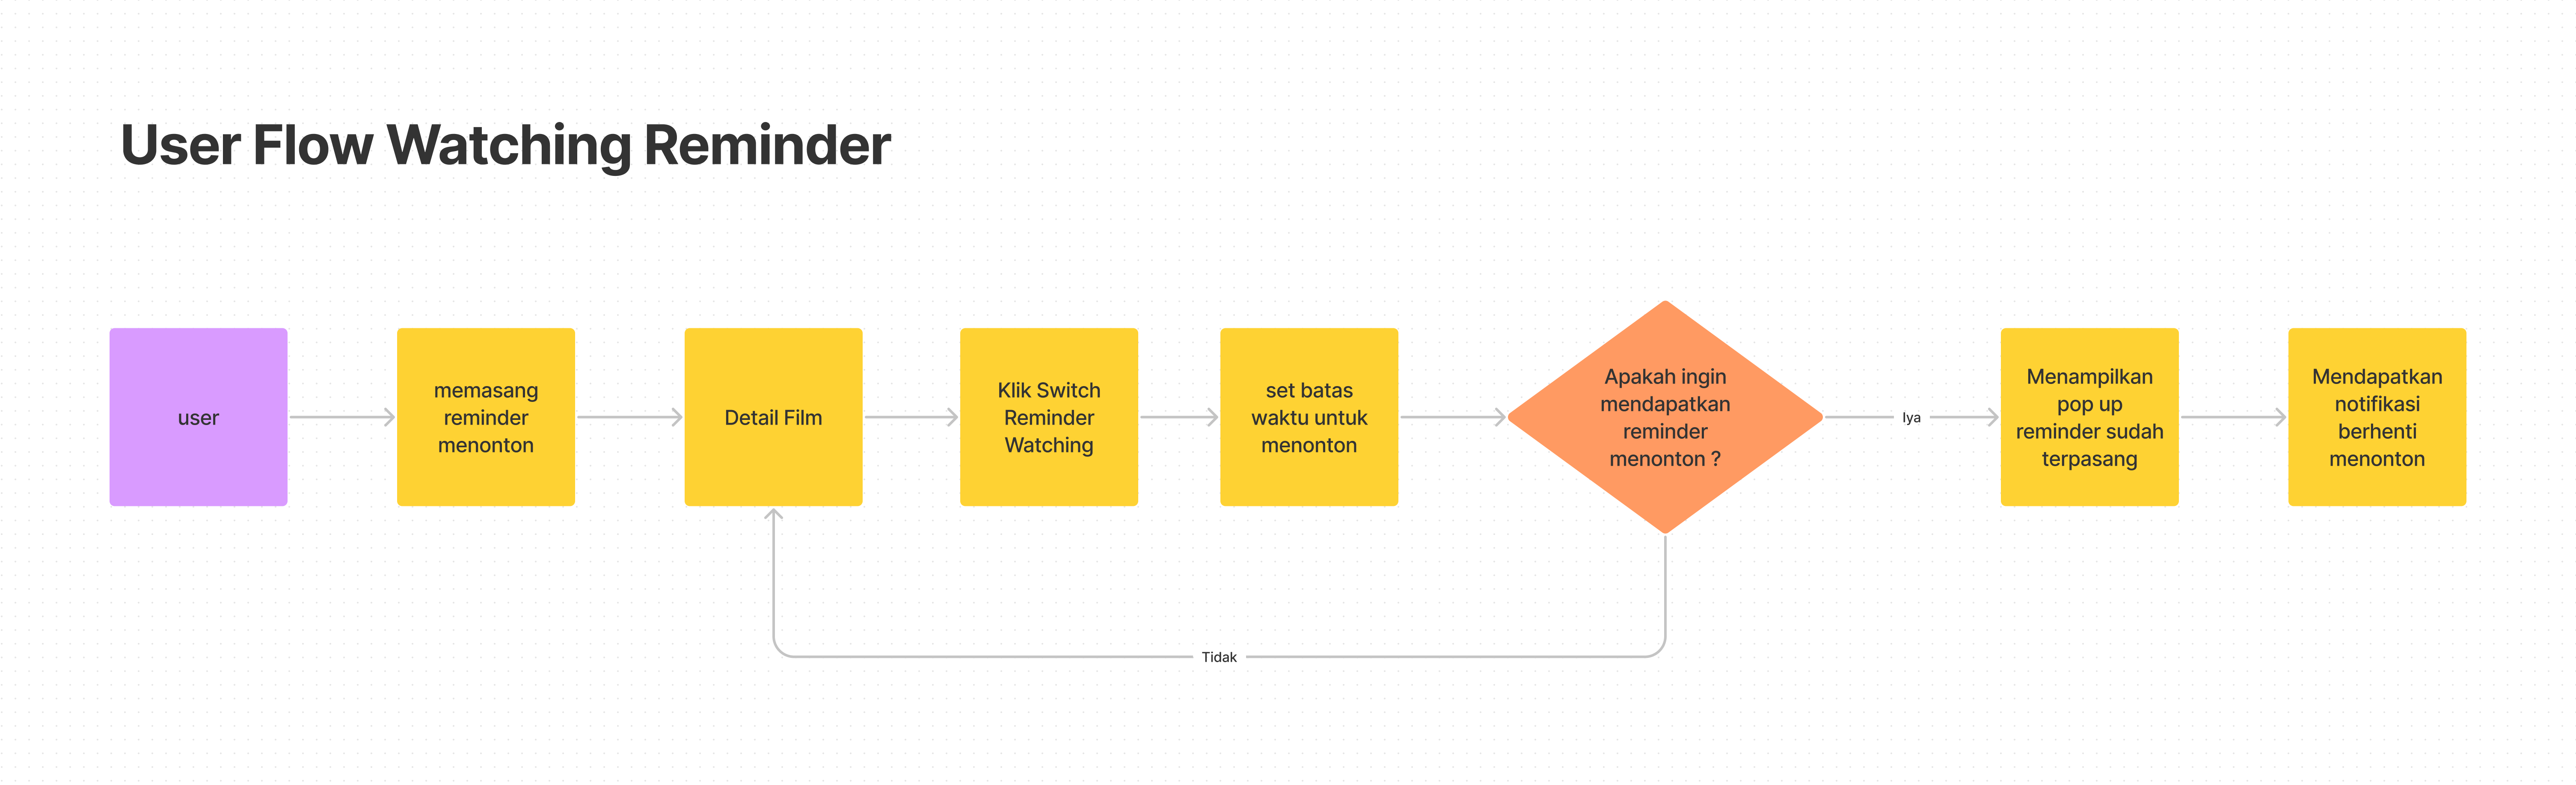 User Flow Watching Reminder
user
memasang
reminder
menonton
Detail Film
Klik Switch
Reminder
Watching
set batas
waktu untuk
menonton
Apakah ingin
mendapatkan
reminder
menonton ?
Iya
Menampilkan
pop up
reminder sudah
terpasang
Mendapatkan
notifikasi
berhenti
menonton
Tidak